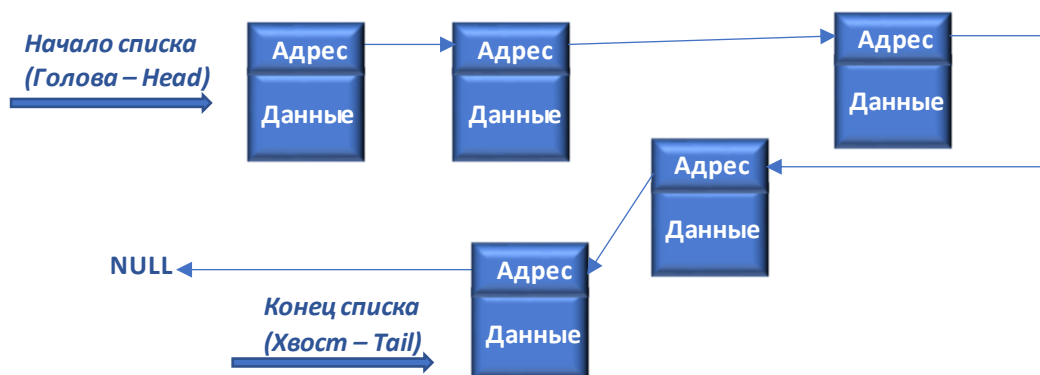 Начало списка
(Голова – Head)
Адрес
Данные
Адрес
Данные
Адрес
Данные
Адрес
Данные
NULL
Адрес
Данные
Конец списка
(Хвост – Tail)